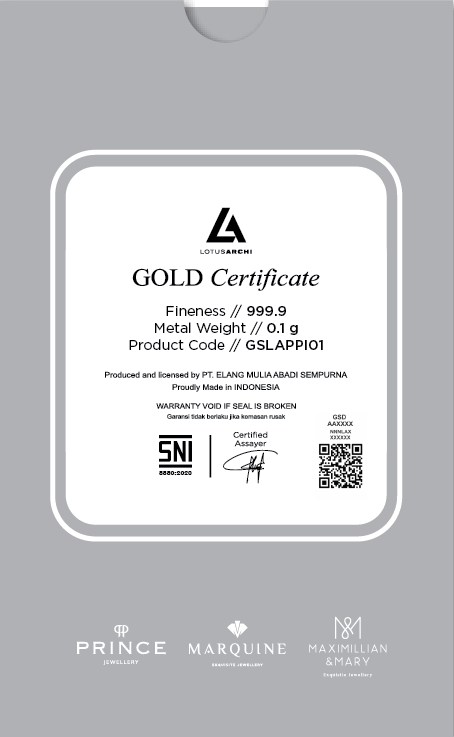 LOTUSARCHI
GOLD Certificate
Fineness // 999.9
Metal Weight // 0.1 g
Product Code // GSLAPPI01
Produced and licensed by PT. ELANG MULIA ABADI SEMPURNA
Proudly Made in INDONESIA
WARRANTY VOID IF SEAL IS BROKEN
Garansi tidak berlaku jika kemasan rusak
SNI
8880:2020
Certified
Assayer
GSD
AAXXXX
NNNLAX
XXXXXX
PRINCE
JEWELLERY
MARQUINE
EXQUISITE JEWELLERY
MAXIMILLIAN
&MARY
Exquisite Jewellery